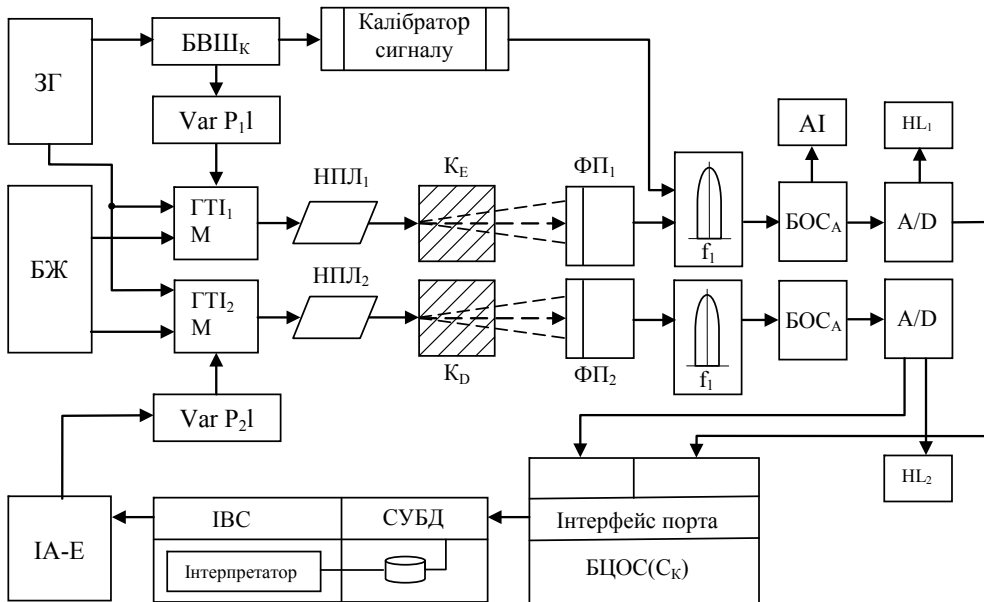 ЗГ
БВШК
Калібратор
сигналу
Var P1l
АІ
HL1
БЖ
ГТІ1
М
НПЛ1
КЕ
ФП1
f1
БОСА
A/D
ГТІ2
М
НПЛ2
КD
ФП2
f1
БОСА
A/D
Var P2l
HL2
ІА-Е
ІВС
СУБД
Інтерпретатор
Інтерфейс порта
БЦОС(СК)